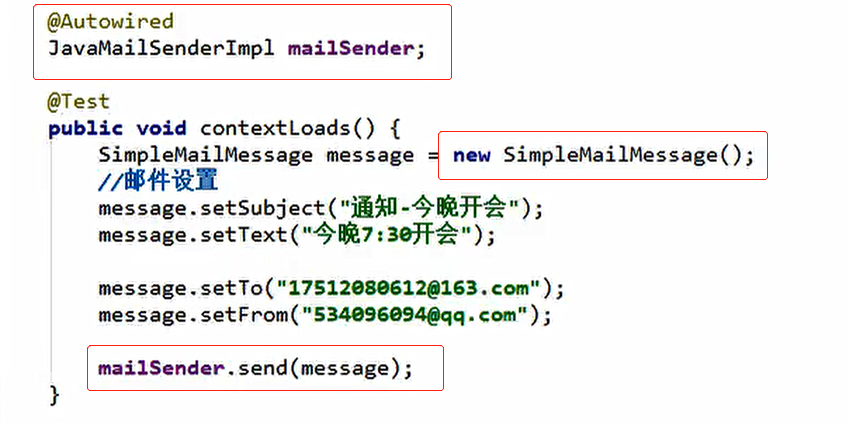 @Autowired
JavaMailSenderImpl mailSender;
@Test
public void contextLoads() {
SimpleMailMessage message = new SimpleMailMessage();
//邮件设置
message.setSubject("通知-今晚开会");
message.setText("今晚7:30开会");
message.setTo("17512080612@163.com");
message.setFrom("534096094@qq.com");
mailSender.send(message);
}